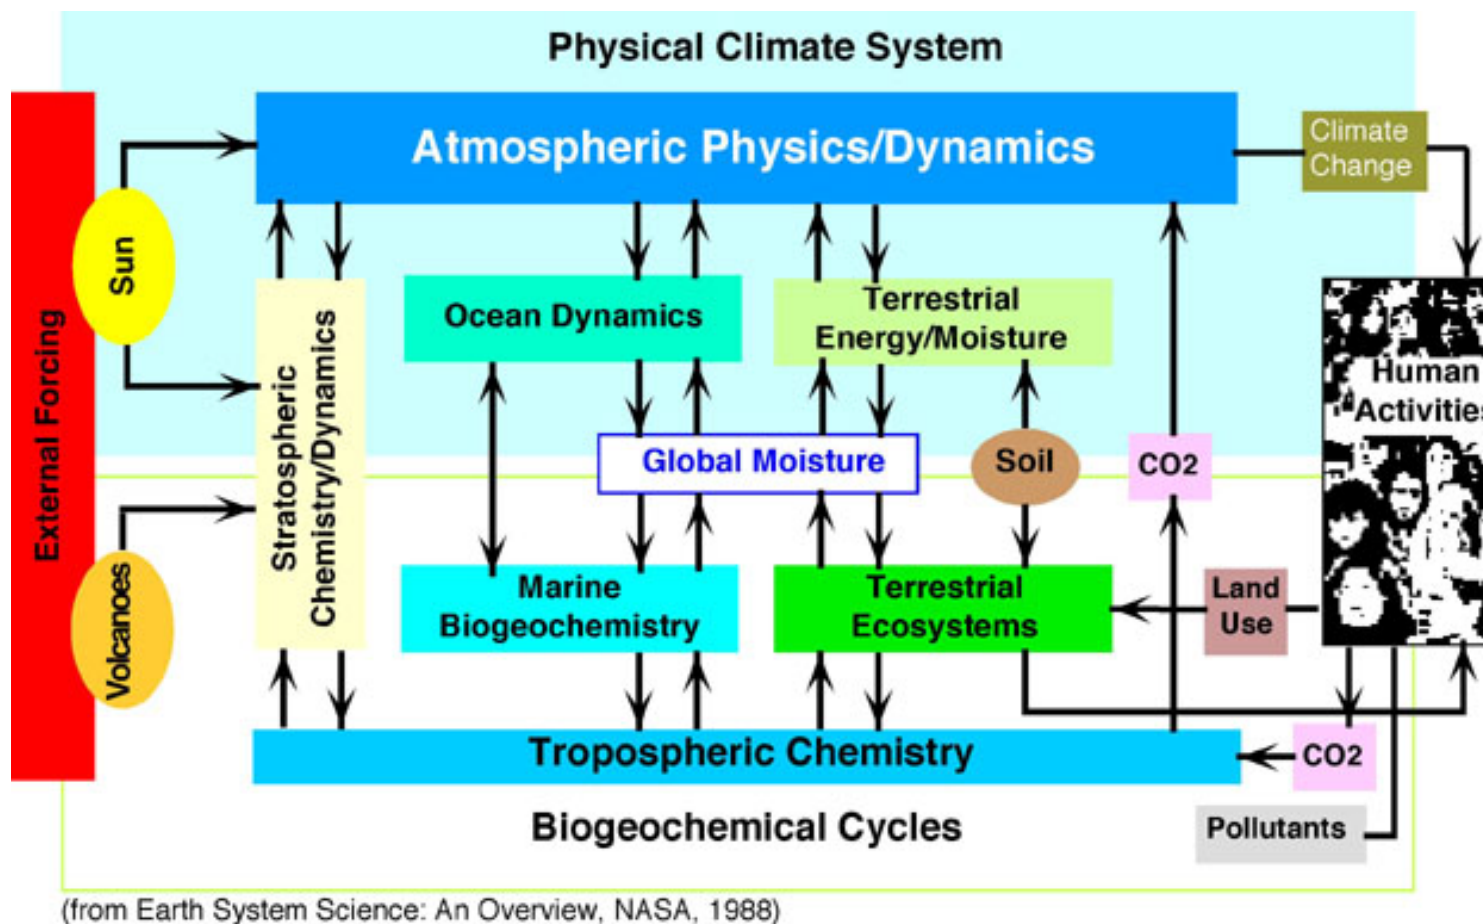 Physical Climate System
Atmospheric Physics/Dynamics
Climate
Change
External Forcing
Sun
Volcanoes
Stratospheric
Chemistry/Dynamics
Ocean Dynamics
Terrestrial
Energy/Moisture
Human
Activities
Global Moisture
Soil
CO2
Marine
Biogeochemistry
Terrestrial
Ecosystems
Land
Use
Tropospheric Chemistry
CO2
Biogeochemical Cycles
Pollutants
(from Earth System Science: An Overview, NASA, 1988)